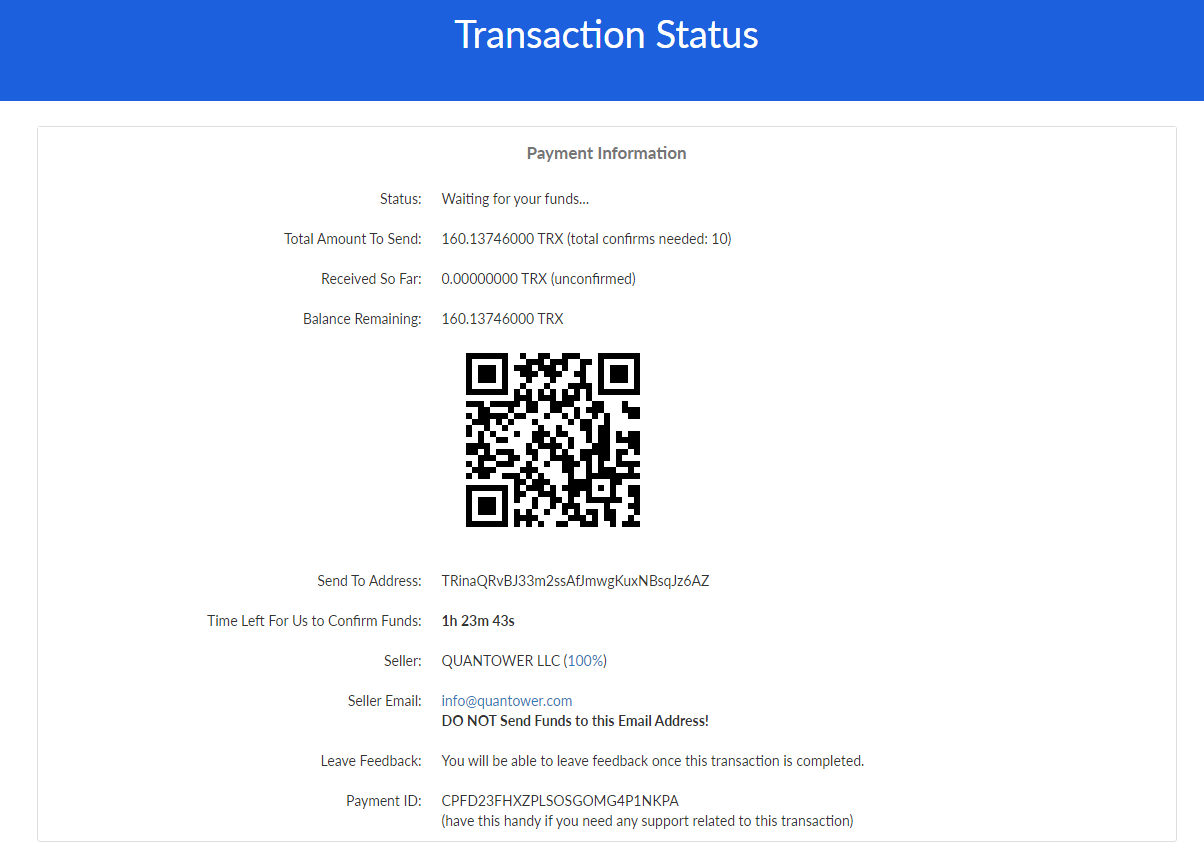 Transaction Status
Payment Information
Status: Waiting for your funds...
Total Amount To Send: 160.13746000 TRX (total confirms needed: 10)
Received So Far: 0.00000000 TRX (unconfirmed)
Balance Remaining: 160.13746000 TRX
Send To Address: TRinaQRvBJ33m2ssAfJmwgKuxNBsqJz6AZ
Time Left For Us to Confirm Funds: 1h 23m 43s
Seller: QUANTOWER LLC (100%)
Seller Email: info@quantower.com
DO NOT Send Funds to this Email Address!
Leave Feedback: You will be able to leave feedback once this transaction is completed.
Payment ID: CPFD23FHXZPLSOSGOMG4P1NKPA
(have this handy if you need any support related to this transaction)